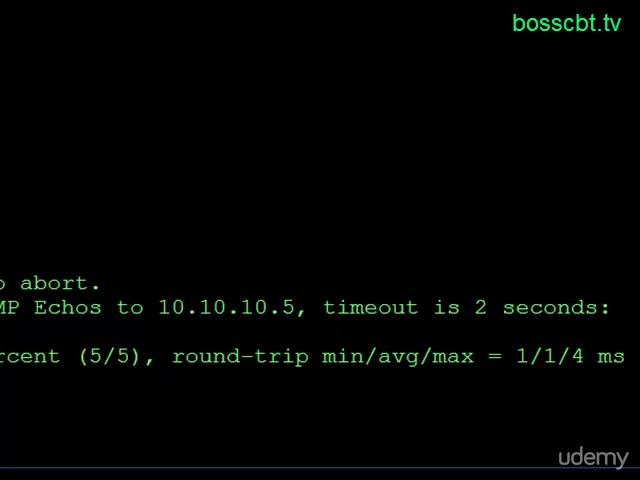 bosscbt.tv
o abort.
MP Echos to 10.10.10.5, timeout is 2 seconds:
rcent (5/5), round-trip min/avg/max = 1/1/4 ms
udemy